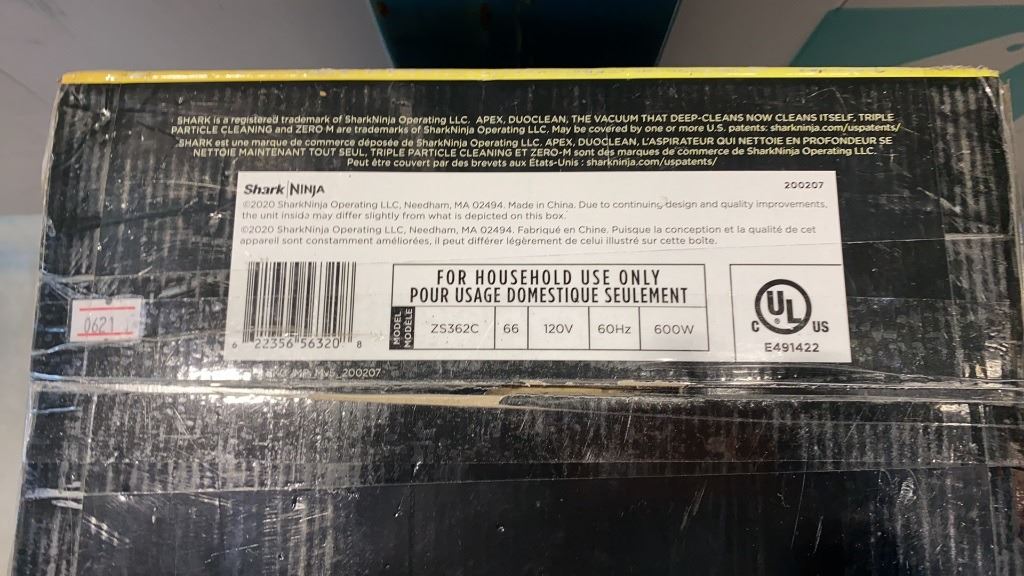 SHARK is a registered trademark of SharkNinja Operating LLC. APEX, DUOCLEAN, THE VACUUM THAT DEEP-CLEANS NOW CLEANS ITSELF, TRIPLE
PARTICLE CLEANING and ZERO M are trademarks of SharkNinja Operating LLC. May be covered by one or more U.S. patents: sharkninja.com/uspatents/
SHARK est une marque de commerce déposée de SharkNinja Operating LLC. APEX, DUOCLEAN, L'ASPIRATEUR QUI NETTOIE EN PROFONDEUR SE
NETTOIE MAINTENANT TOUT SEUL, TRIPLE PARTICLE CLEANING ET ZERO-M sont des marques de commerce de SharkNinja Operating LLC.
Peut être couvert par des brevets aux États-Unis : sharkninja.com/uspatents/
Shark NINJA
200207
©2020 SharkNinja Operating LLC, Needham, MA 02494. Made in China. Due to continuing design and quality improvements,
the unit inside may differ slightly from what is depicted on this box.
©2020 SharkNinja Operating LLC, Needham, MA 02494. Fabriqué en Chine. Puisque la conception et la qualité de cet
appareil sont constamment améliorées, il peut différer légèrement de celui illustré sur cette boîte.
FOR HOUSEHOLD USE ONLY
POUR USAGE DOMESTIQUE SEULEMENT
MODEL
MODÈLE
ZS362C 66 120V 60Hz 600W
C UL US
®
E491422
0621
6 22356 56320 8
200207